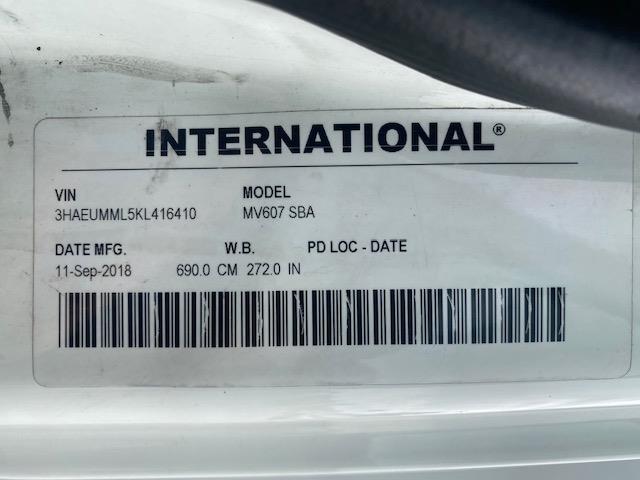 INTERNATIONAL®
VIN MODEL
3HAEUMML5KL416410 MV607 SBA
DATE MFG. W.B. PD LOC - DATE
11-Sep-2018 690.0 CM 272.0 IN